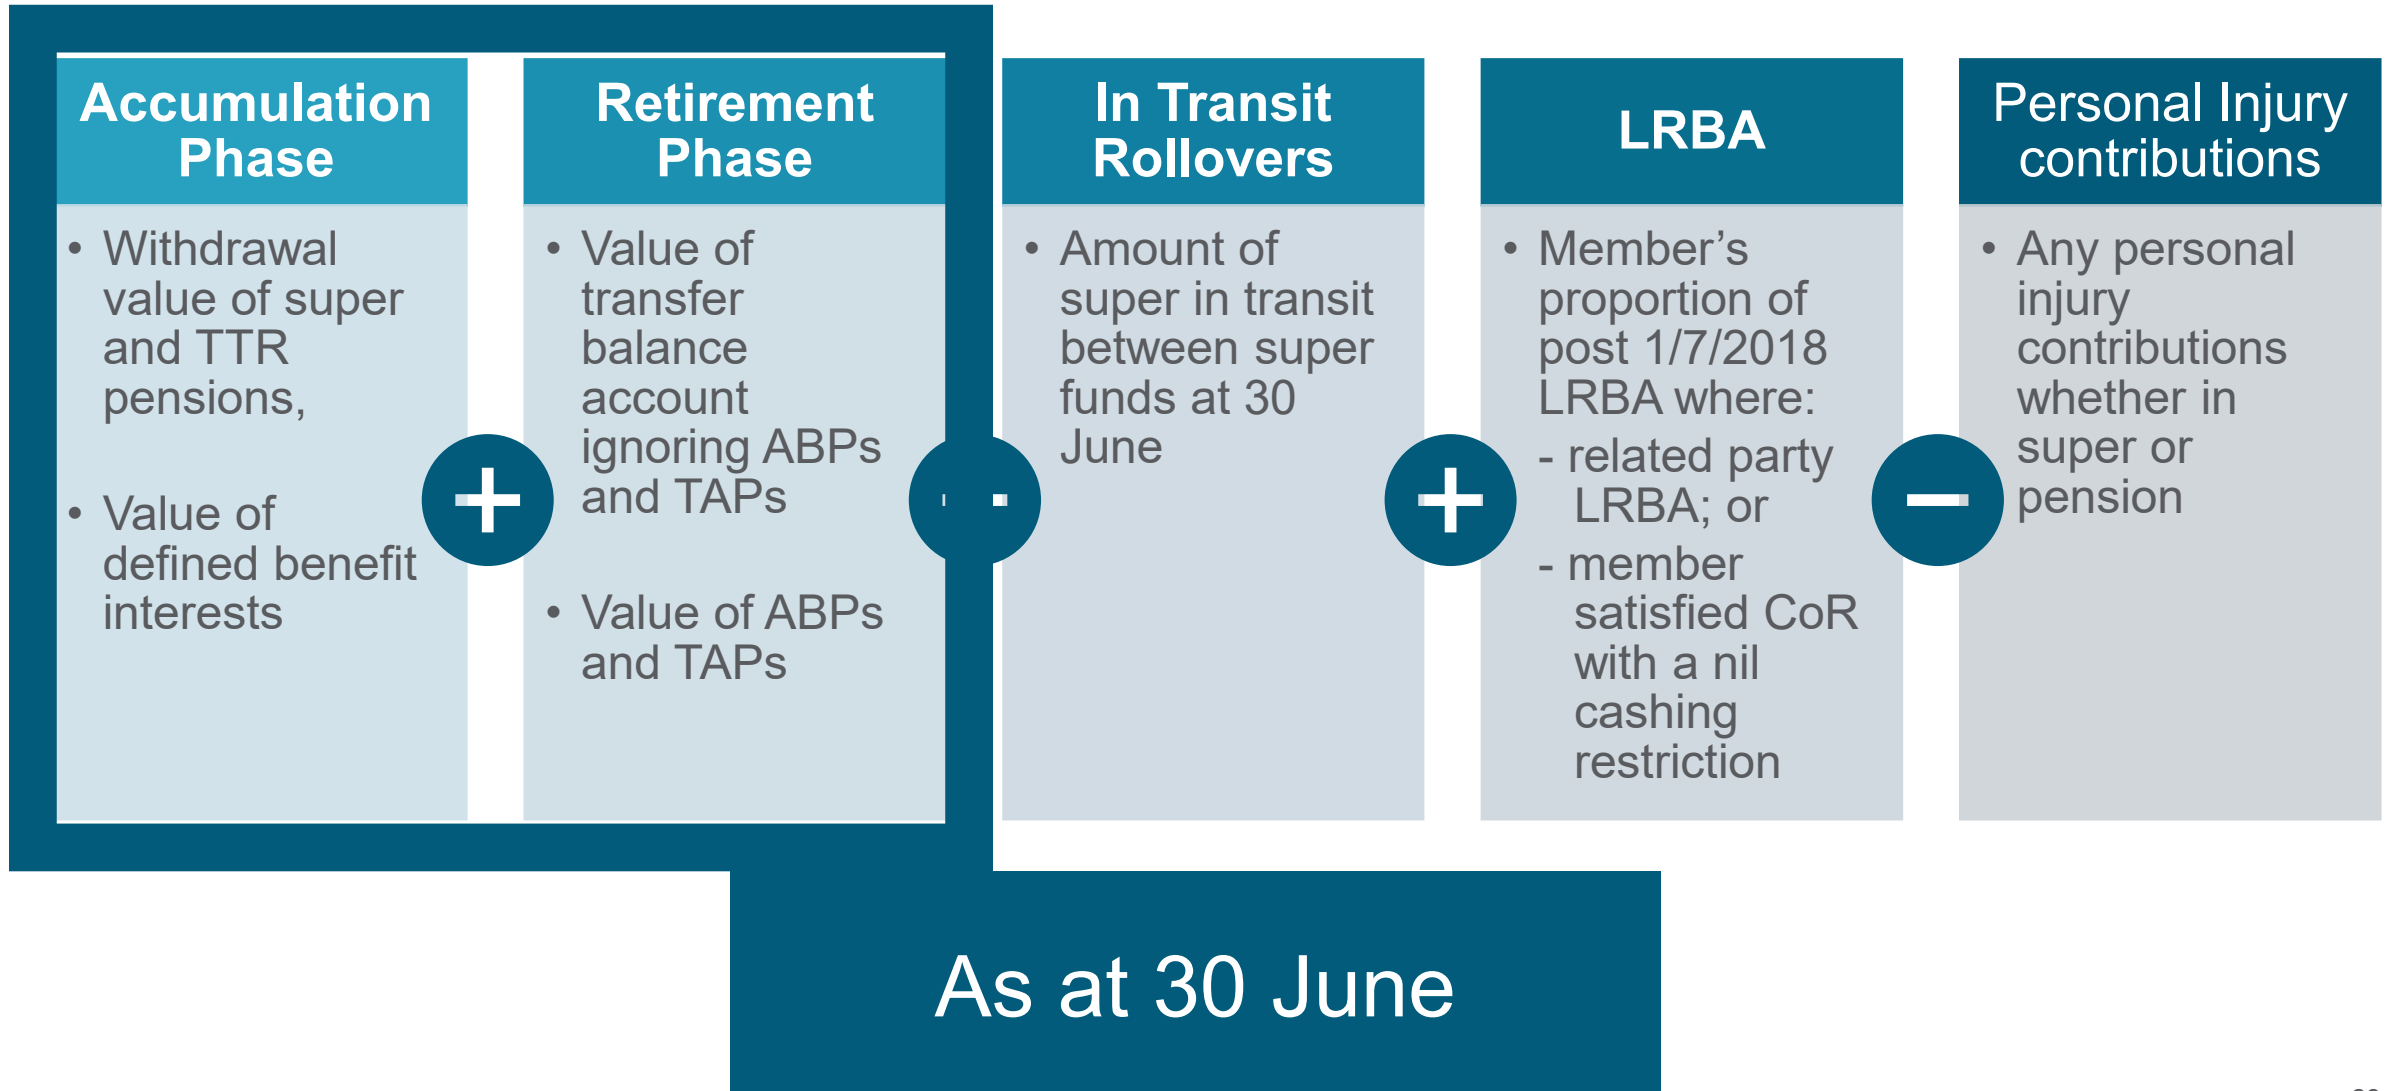 Accumulation
Phase
• Withdrawal
value of super
and TTR
pensions,
• Value of
defined benefit
interests
+
Retirement
Phase
• Value of
transfer
balance
account
ignoring ABPs
and TAPs
• Value of ABPs
and TAPs
In Transit
Rollovers
• Amount of
super in transit
between super
funds at 30
June
+
LRBA
• Member’s
proportion of
post 1/7/2018
LRBA where:
- related party
LRBA; or
- member
satisfied CoR
with a nil
cashing
restriction
−
Personal Injury
contributions
• Any personal
injury
contributions
whether in
super or
pension
As at 30 June